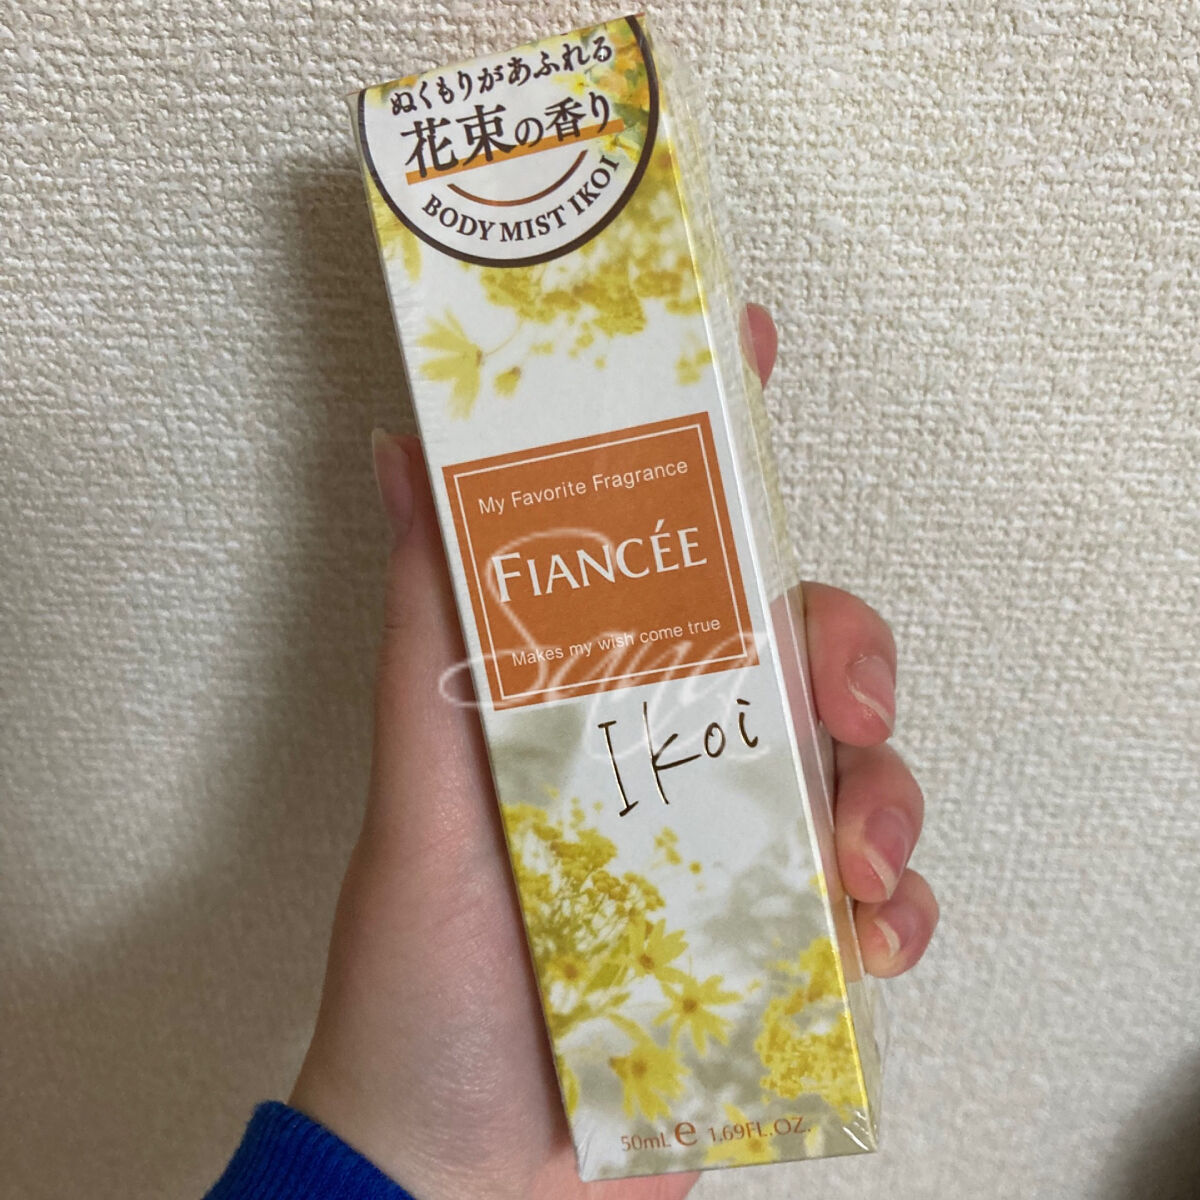 ぬくもりがあふれる
花束の香り
BODY MIST IKOI
My Favorite Fragrance
FIANCÉE
Makes my wish come true
Ikoi
50mL e 1.69FL.OZ.